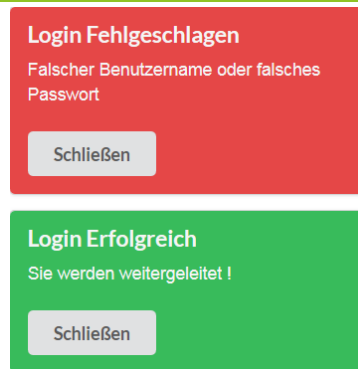 Login Fehlgeschlagen
Falscher Benutzername oder falsches
Passwort
Schließen
Login Erfolgreich
Sie werden weitergeleitet !
Schließen